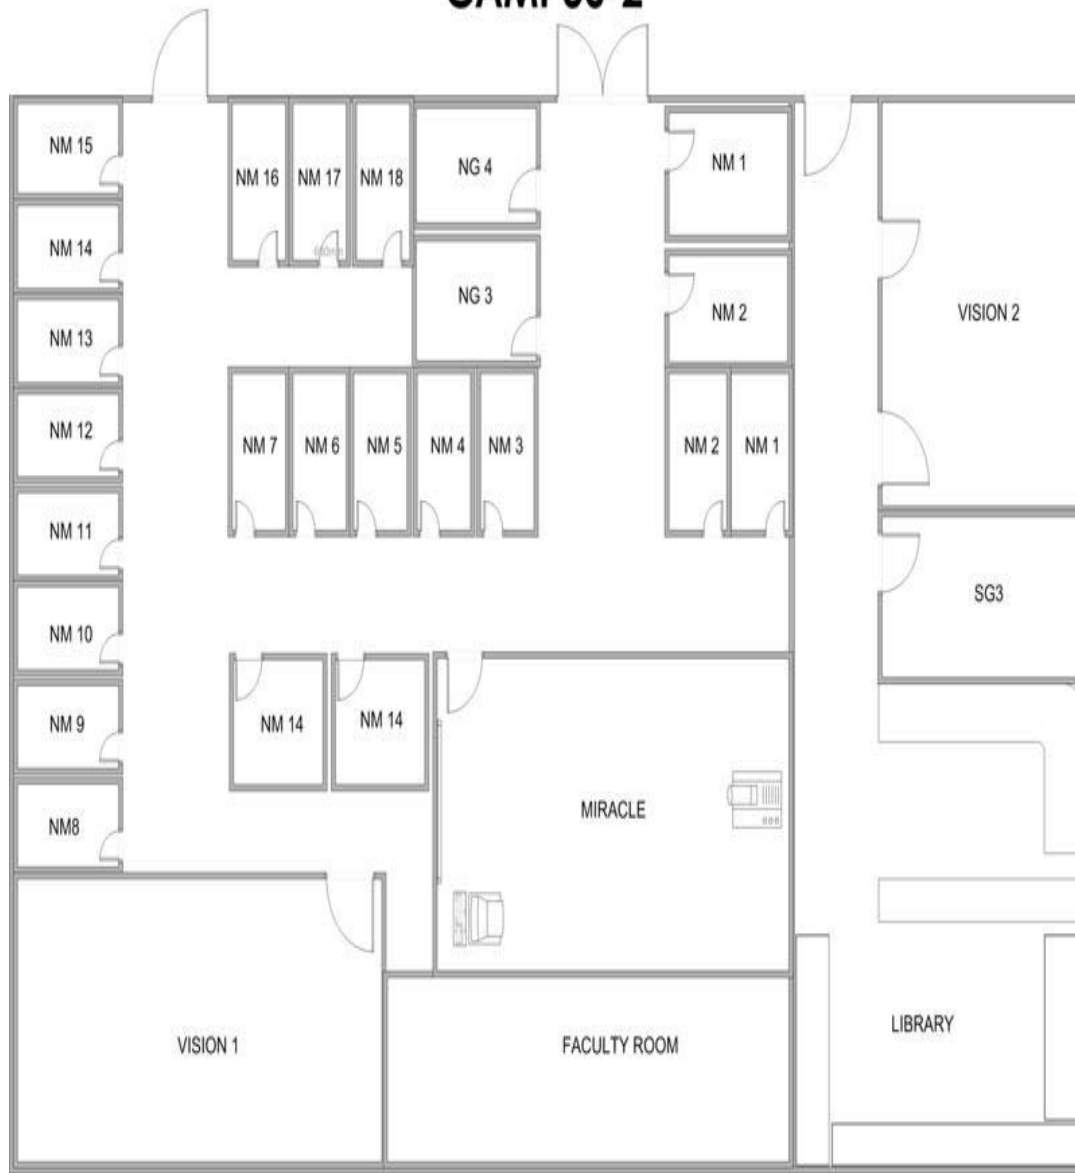 NM 15
NM 16
NM 17
NM 18
NG 4
NM 1
NM 14
NG 3
NM 2
VISION 2
NM 13
NM 12
NM 7
NM 6
NM 5
NM 4
NM 3
NM 2
NM 1
NM 11
SG3
NM 10
NM 9
NM 14
NM 14
MIRACLE
NM8
VISION 1
FACULTY ROOM
LIBRARY